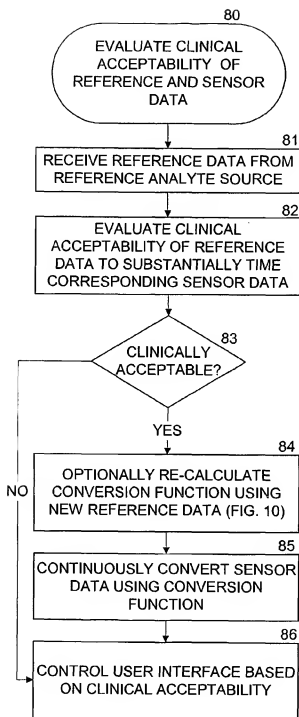 80
EVALUATE CLINICAL
ACCEPTABILITY OF
REFERENCE AND SENSOR
DATA
81
RECEIVE REFERENCE DATA FROM
REFERENCE ANALYTE SOURCE
82
EVALUATE CLINICAL
ACCEPTABILITY OF REFERENCE
DATA TO SUBSTANTIALLY TIME
CORRESPONDING SENSOR DATA
83
CLINICALLY
ACCEPTABLE?
YES
84
NO
OPTIONALLY RE-CALCULATE
CONVERSION FUNCTION USING
NEW REFERENCE DATA (FIG. 10)
85
CONTINUOUSLY CONVERT SENSOR
DATA USING CONVERSION
FUNCTION
86
CONTROL USER INTERFACE BASED
ON CLINICAL ACCEPTABILITY